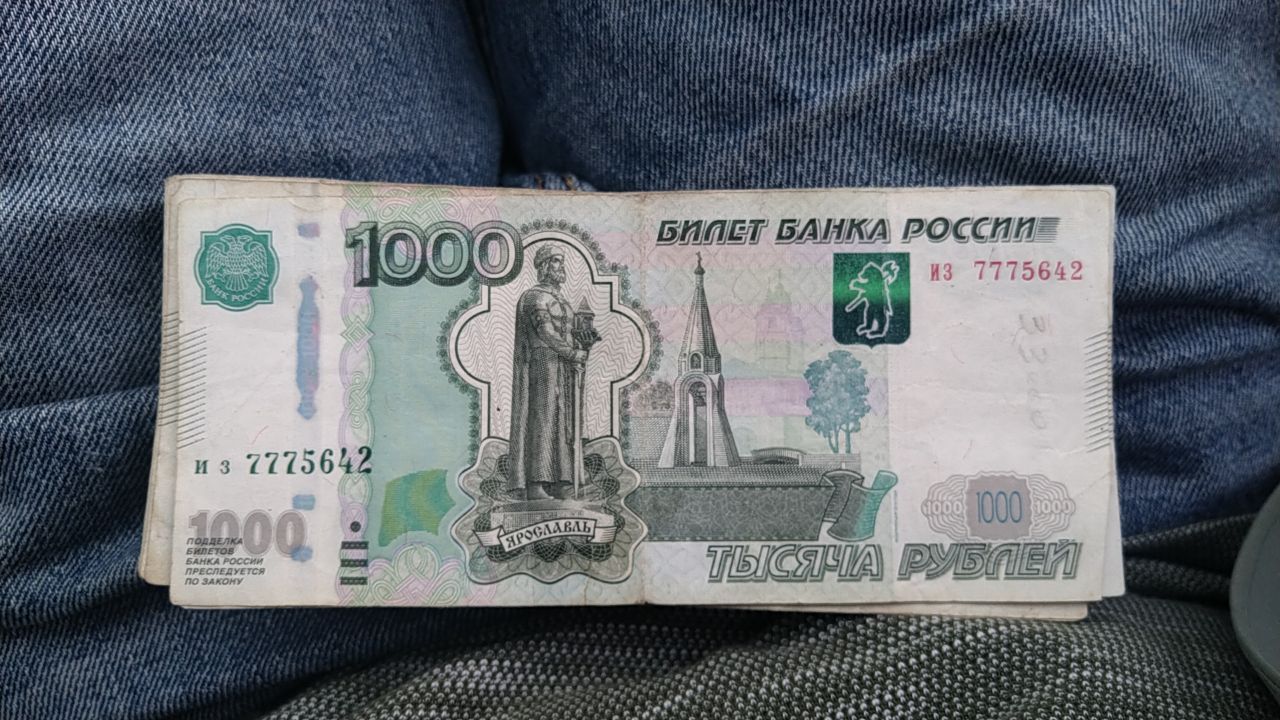 БАНК РОССИИ
1000
БИЛЕТ БАНКА РОССИИ
из 7775642
из 7775642
1000
ПОДДЕЛКА
БИЛЕТОВ
БАНКА РОССИИ
ПРЕСЛЕДУЕТСЯ
ПО ЗАКОНУ
ЯРОСЛАВЛЬ
1000 1000 1000
ТЫСЯЧА РУБЛЕЙ